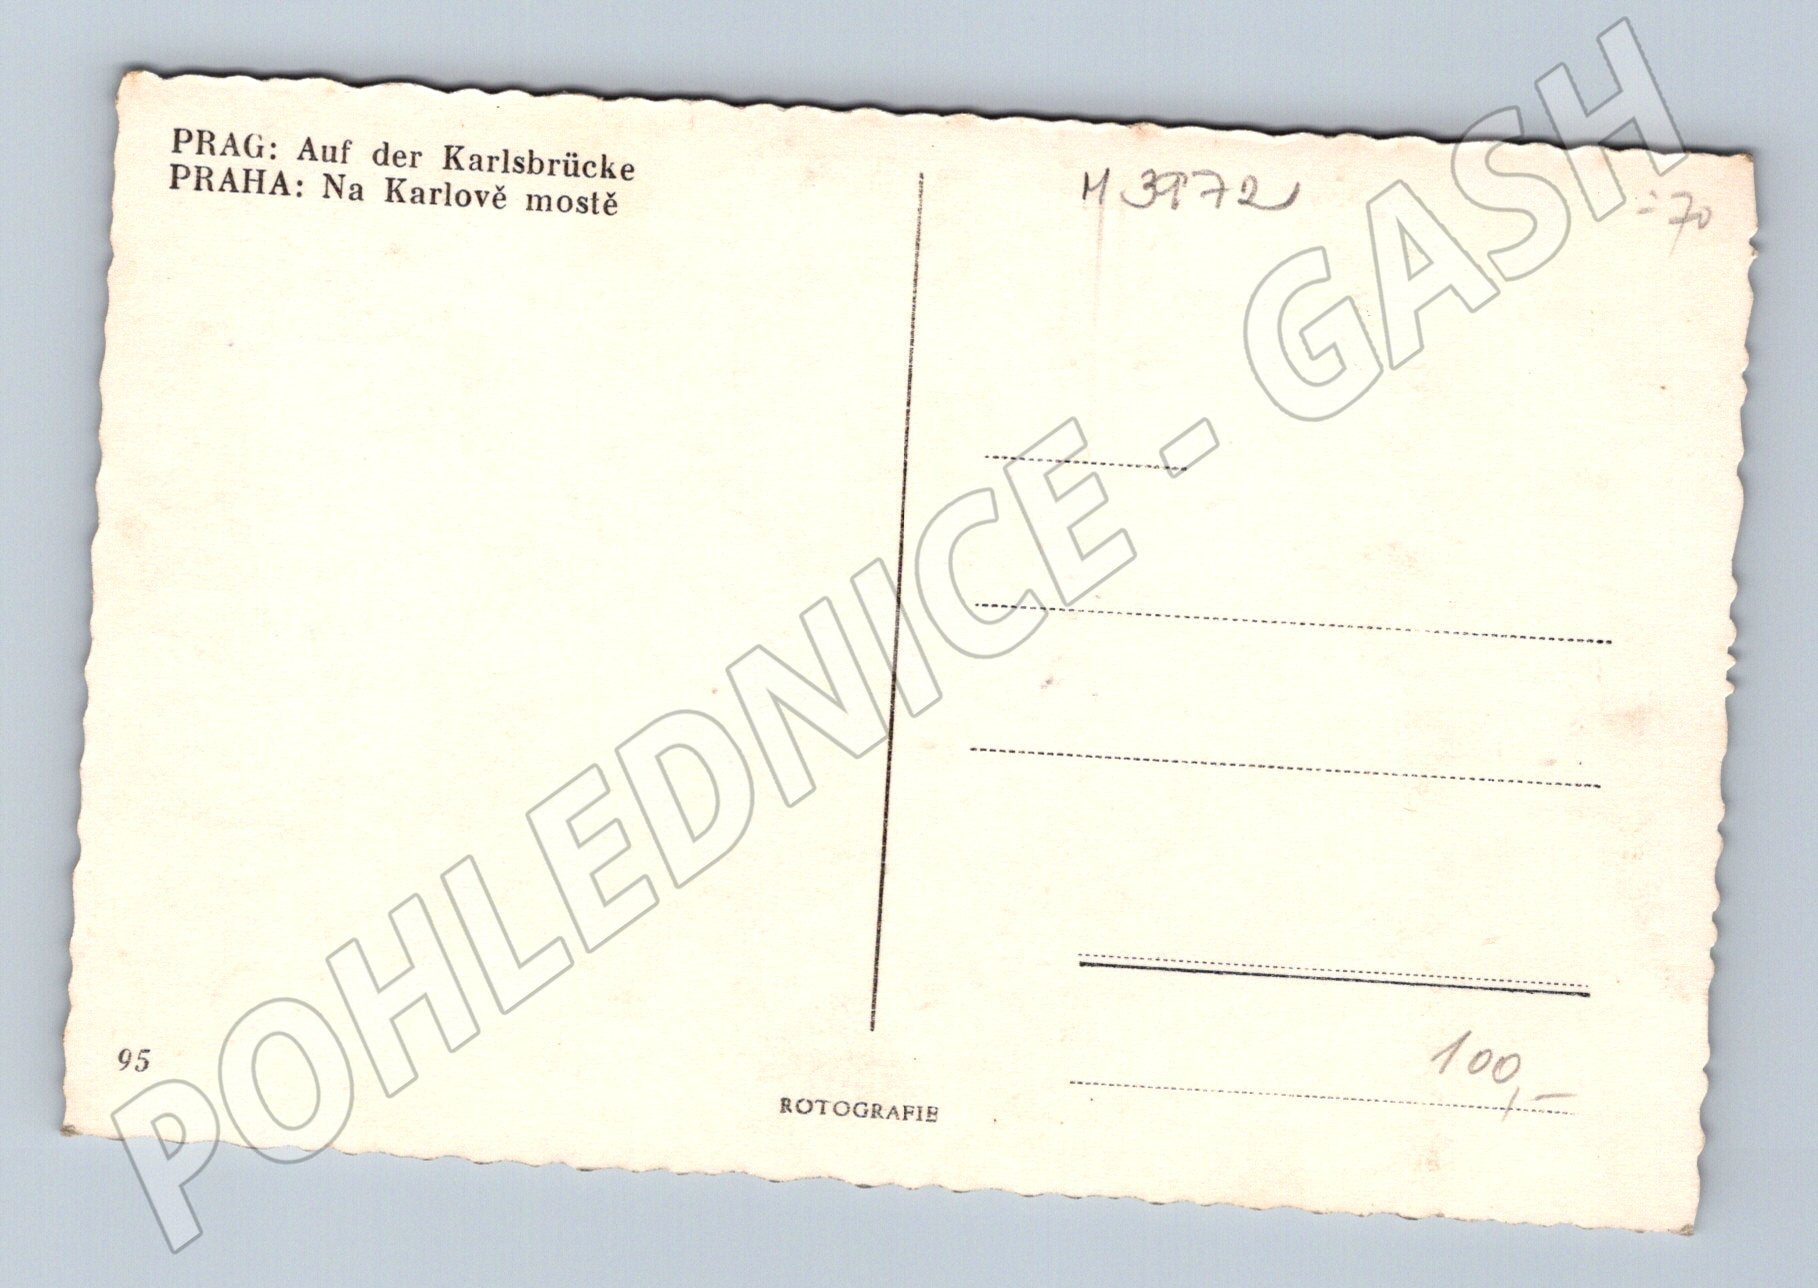 PRAG: Auf der Karlsbrücke
PRAHA: Na Karlově mostě
M 3972
=70
POHLEDNICE - GASH
95
ROTOGRAFIE
100,-